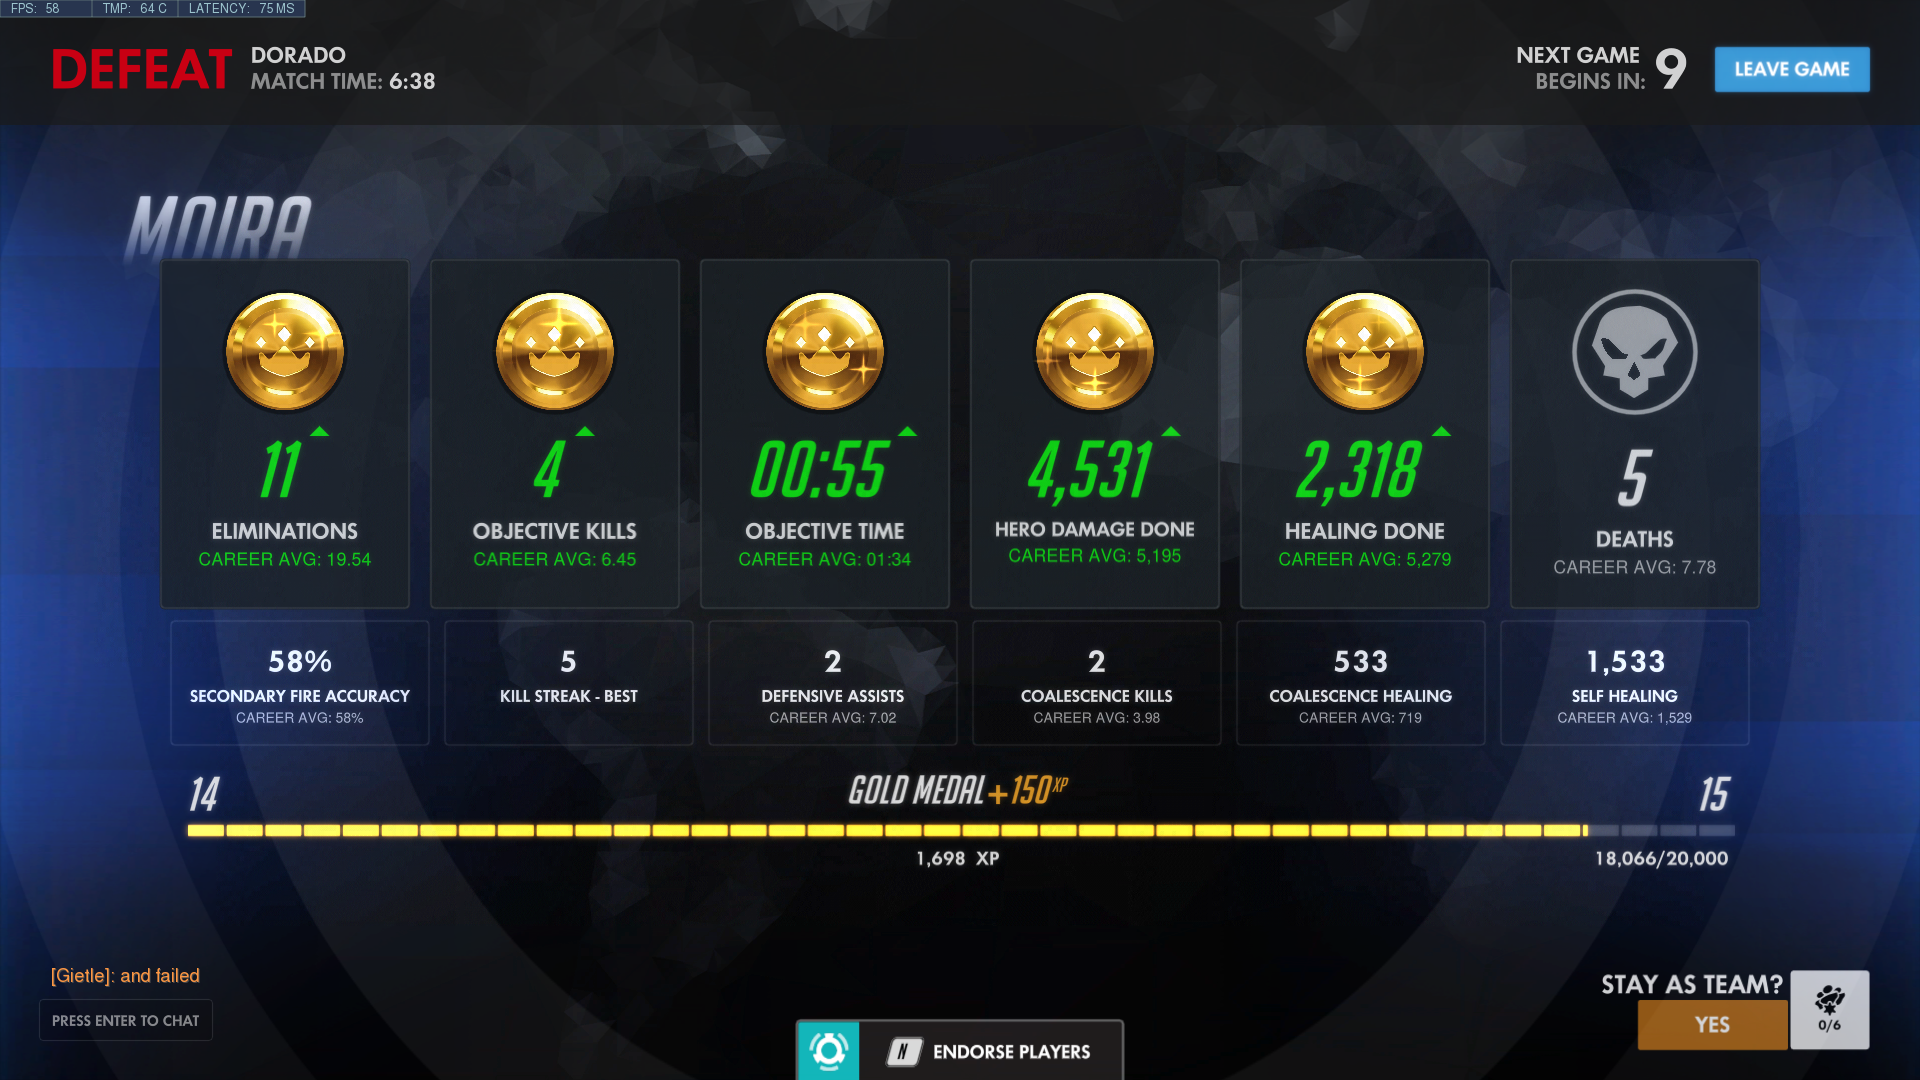 FPS: 58 TMP: 64 C LATENCY: 75 MS
DEFEAT
DORADO
MATCH TIME: 6:38
NEXT GAME
BEGINS IN: 9
LEAVE GAME
MOIRA
11
ELIMINATIONS
CAREER AVG: 19.54
4
OBJECTIVE KILLS
CAREER AVG: 6.45
00:55
OBJECTIVE TIME
CAREER AVG: 01:34
4,531
HERO DAMAGE DONE
CAREER AVG: 5,195
2,318
HEALING DONE
CAREER AVG: 5,279
5
DEATHS
CAREER AVG: 7.78
58%
SECONDARY FIRE ACCURACY
CAREER AVG: 58%
5
KILL STREAK - BEST
2
DEFENSIVE ASSISTS
CAREER AVG: 7.02
2
COALESCENCE KILLS
CAREER AVG: 3.98
533
COALESCENCE HEALING
CAREER AVG: 719
1,533
SELF HEALING
CAREER AVG: 1,529
14
GOLD MEDAL +150 XP
15
1,698 XP
18,066/20,000
[Gietle]: and failed
PRESS ENTER TO CHAT
N ENDORSE PLAYERS
STAY AS TEAM?
YES
0/6